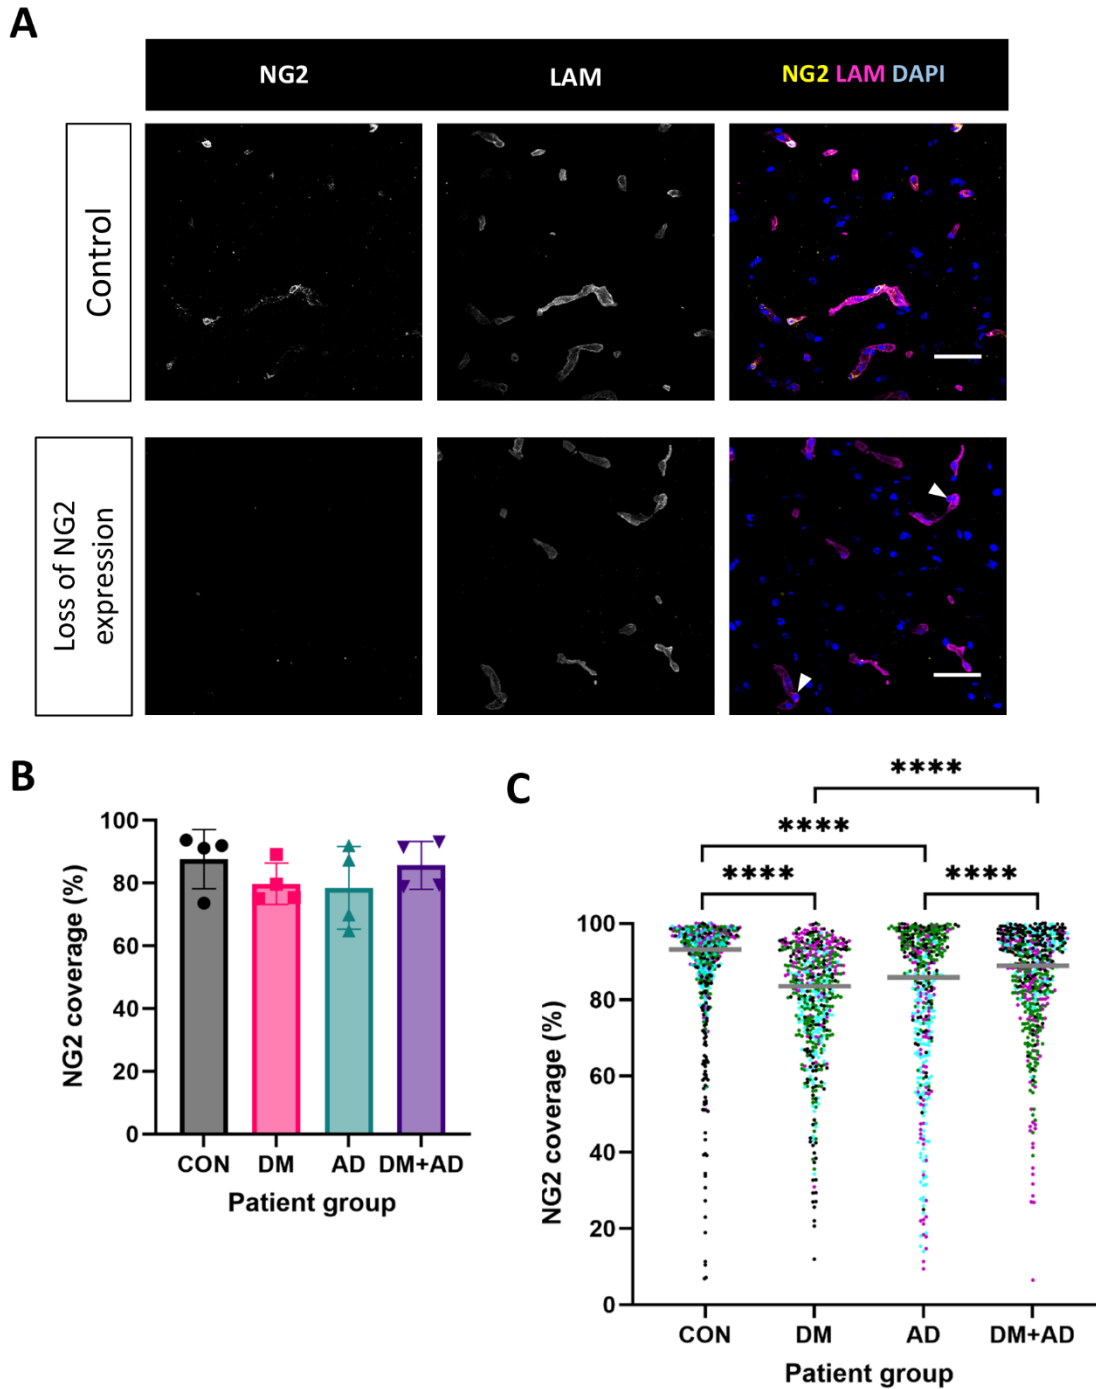 A
NG2 LAM NG2 LAM DAPI
Control
Loss of NG2
expression
B
NG2 coverage (%)
100
80
60
40
20
0
CON DM AD DM+AD
Patient group
C
****
****
**** ****
NG2 coverage (%)
100
80
60
40
20
0
CON DM AD DM+AD
Patient group